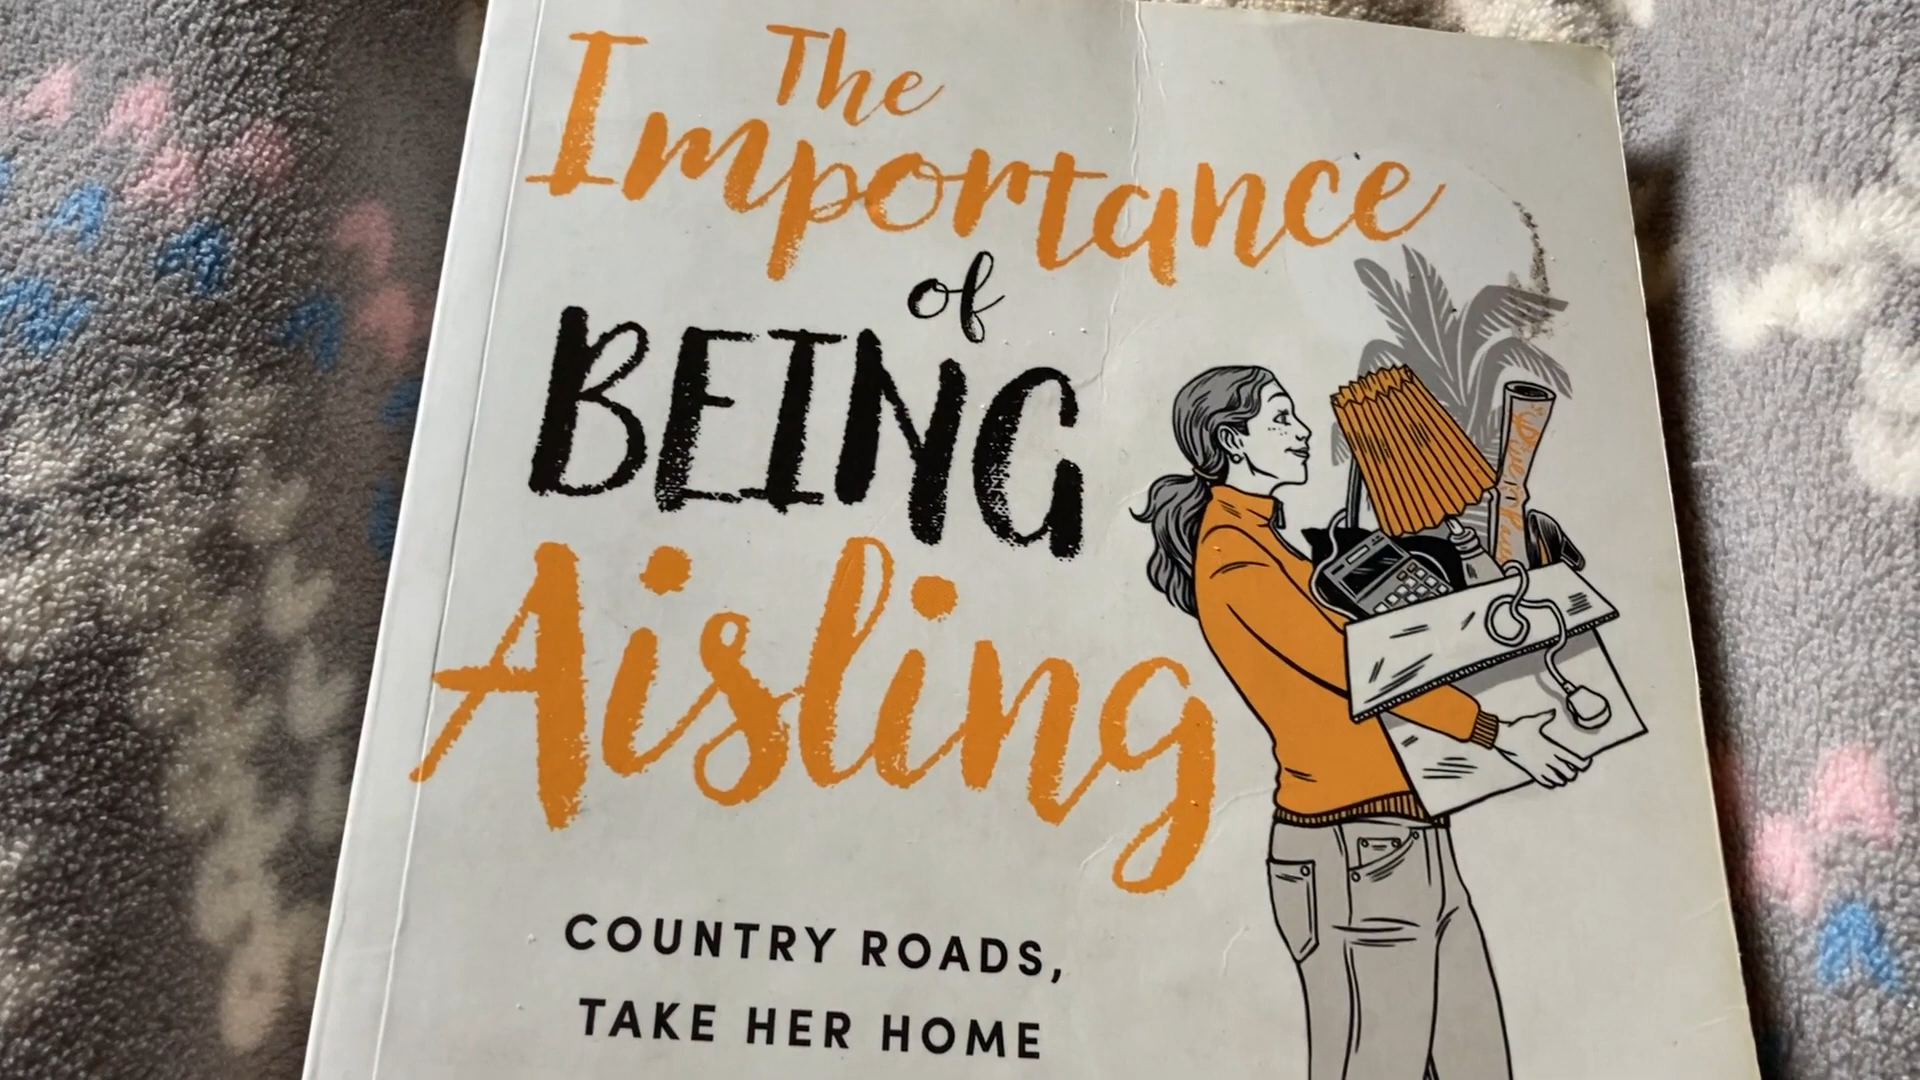 The
Importance
of
BEING
Aisling
COUNTRY ROADS,
TAKE HER HOME